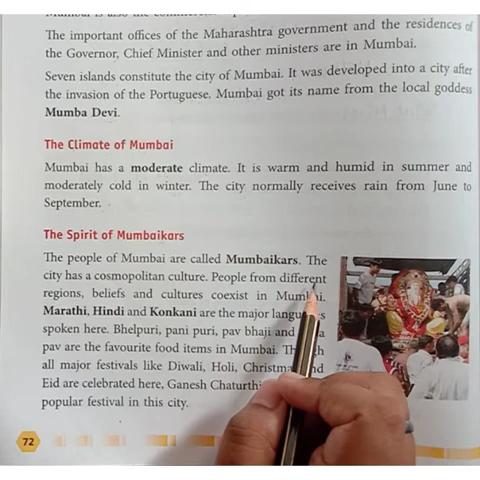 Mumbai is also the commercial
The important offices of the Maharashtra government and the residences of
the Governor, Chief Minister and other ministers are in Mumbai.
Seven islands constitute the city of Mumbai. It was developed into a city after
the invasion of the Portuguese. Mumbai got its name from the local goddess
Mumba Devi.
The Climate of Mumbai
Mumbai has a moderate climate. It is warm and humid in summer and
moderately cold in winter. The city normally receives rain from June to
September.
The Spirit of Mumbaikars
The people of Mumbai are called Mumbaikars. The
city has a cosmopolitan culture. People from different
regions, beliefs and cultures coexist in Mumbai.
Marathi, Hindi and Konkani are the major languages
spoken here. Bhelpuri, pani puri, pav bhaji and
pav are the favourite food items in Mumbai. Though
all major festivals like Diwali, Holi, Christmas and
Eid are celebrated here, Ganesh Chaturthi
popular festival in this city.
72